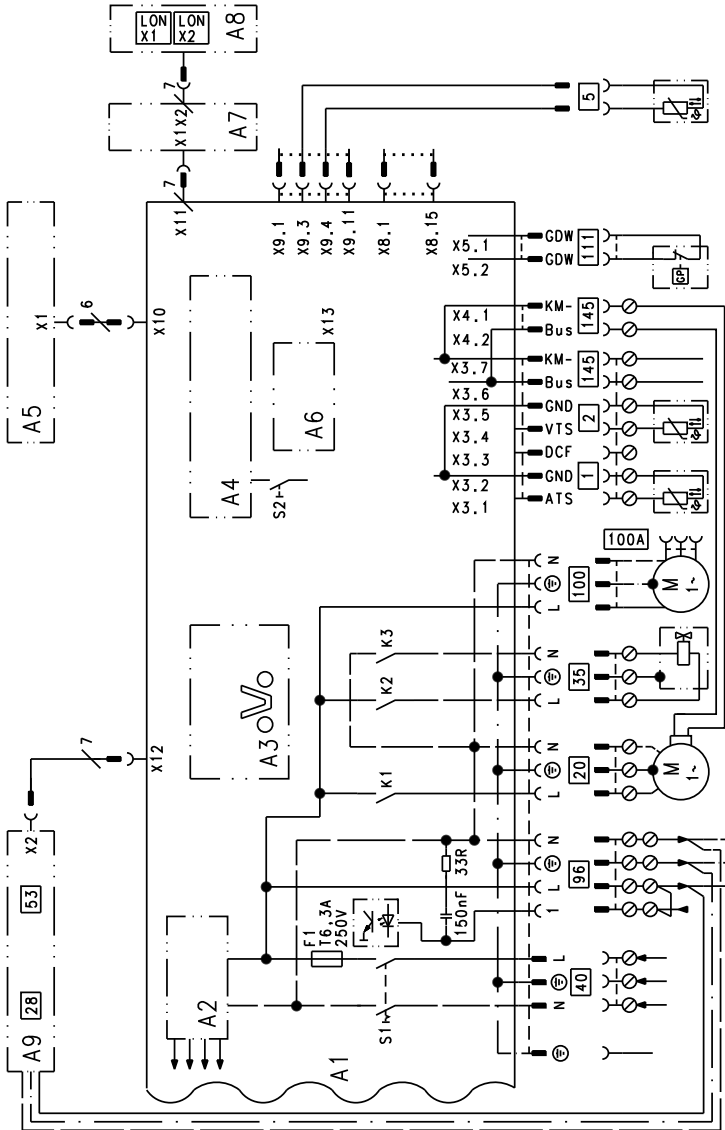 LON
X1
LON
X2
A8
7
X1
X2
A7
7
X11
5
X9.1
X9.3
X9.4
X9.11
X8.1
X8.15
X1
A5
6
X10
X13
A6
A4
S2
X5.1
X5.2
GDW
GDW
111
GP
X4.1
X4.2
X3.7
X3.6
X3.5
X3.4
X3.3
X3.2
X3.1
KM-
Bus
145
KM-
Bus
145
GND
VTS
2
DCF
GND
ATS
1
100A
N
L
100
M
1~
K3
K2
N
L
35
K1
N
L
20
M
1~
A3
X12
7
X2
53
28
A9
N
L
1
96
33R
150nF
F1
T6,3A
250V
A2
S1
A1
L
N
40